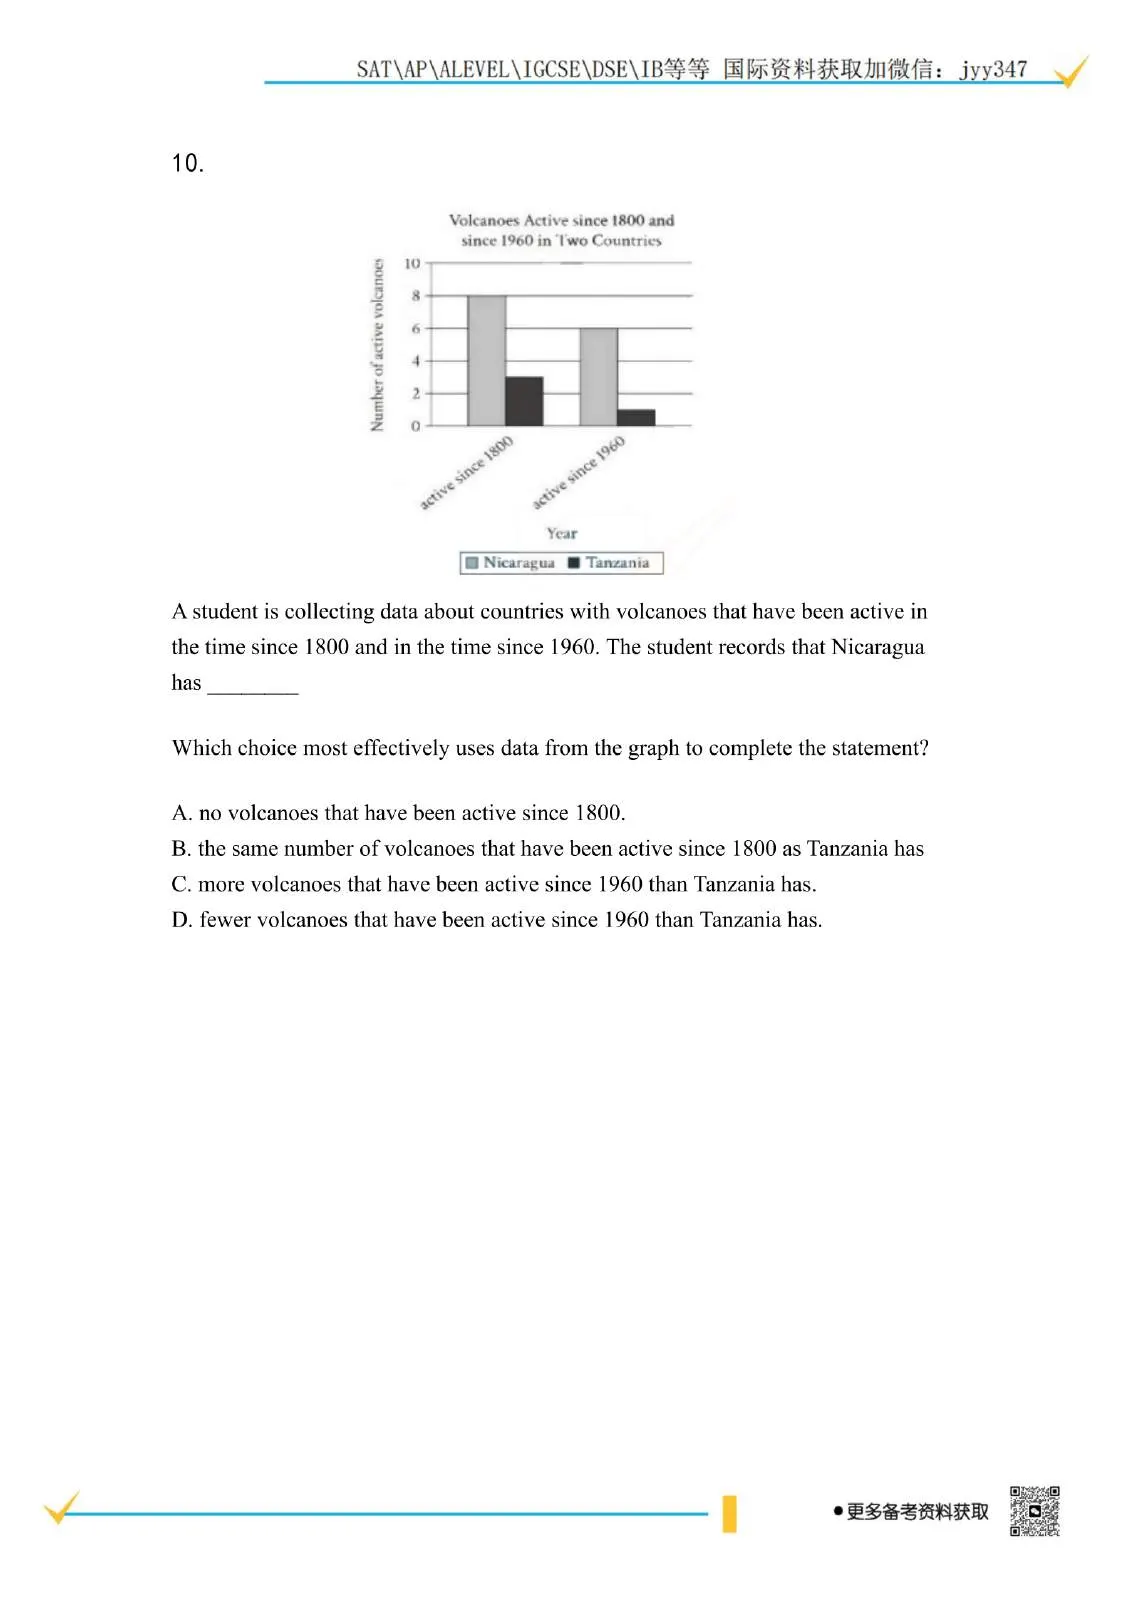 SAT\AP\ALEVEL\IGCSE\DSE\IB等等 国际资料获取加微信：jyy347
10.
Volcanoes Active since 1800 and
since 1960 in Two Countries
Number of active volcanoes
10
8
6
4
2
0
active since 1800
active since 1960
Year
Nicaragua Tanzania
A student is collecting data about countries with volcanoes that have been active in
the time since 1800 and in the time since 1960. The student records that Nicaragua
has ________
Which choice most effectively uses data from the graph to complete the statement?
A. no volcanoes that have been active since 1800.
B. the same number of volcanoes that have been active since 1800 as Tanzania has
C. more volcanoes that have been active since 1960 than Tanzania has.
D. fewer volcanoes that have been active since 1960 than Tanzania has.
●更多备考资料获取